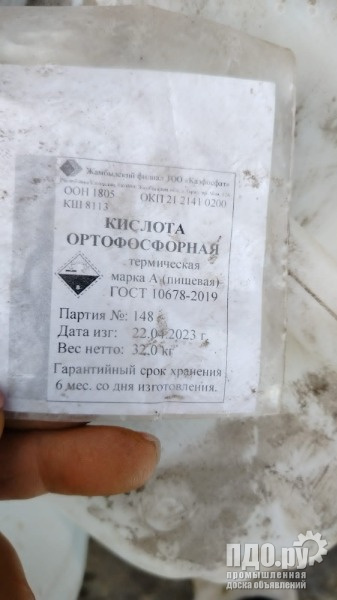 Жамбылский филиал ТОО «Казфосфат»
ООН 1805 ОКП 21 2141 0200
КШ 8113
КИСЛОТА
ОРТОФОСФОРНАЯ
термическая
марка А (пищевая)
ГОСТ 10678-2019
Партия №: 148
Дата изг: 22.04.2023 г.
Вес нетто: 32,0 кг
Гарантийный срок хранения
6 мес. со дня изготовления.
ПДО.ру
промышленная
доска объявлений